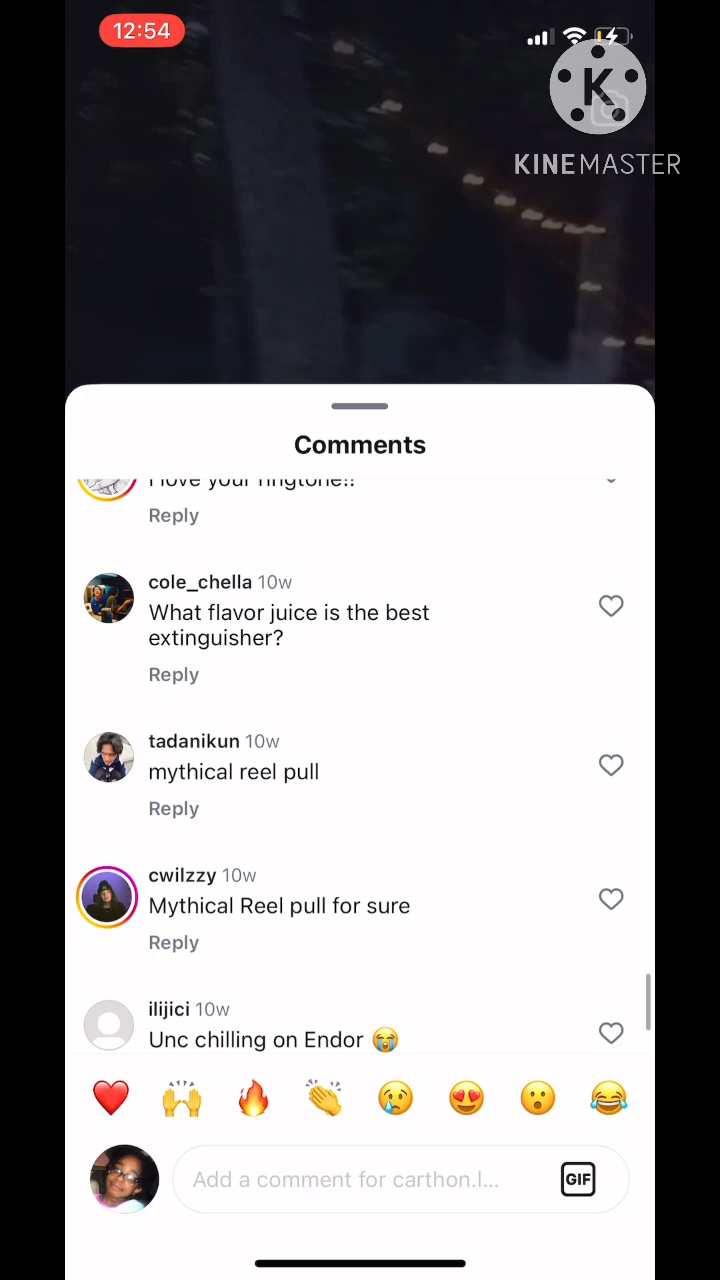 12:54
K
KINEMASTER
Comments
I love your ringtone!!
Reply
cole_chella 10w
What flavor juice is the best
extinguisher?
Reply
tadanikun 10w
mythical reel pull
Reply
cwilzzy 10w
Mythical Reel pull for sure
Reply
ilijici 10w
Unc chilling on Endor 😭
Add a comment for carthon.l...
GIF